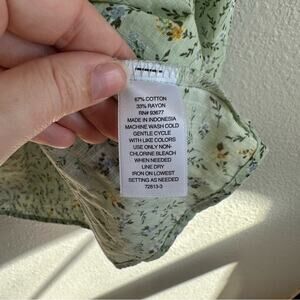 67% COTTON
33% RAYON
RN# 93677
MADE IN INDONESIA
MACHINE WASH COLD
GENTLE CYCLE
WITH LIKE COLORS
USE ONLY NON-
CHLORINE BLEACH
WHEN NEEDED
LINE DRY
IRON ON LOWEST
SETTING AS NEEDED
72813-3